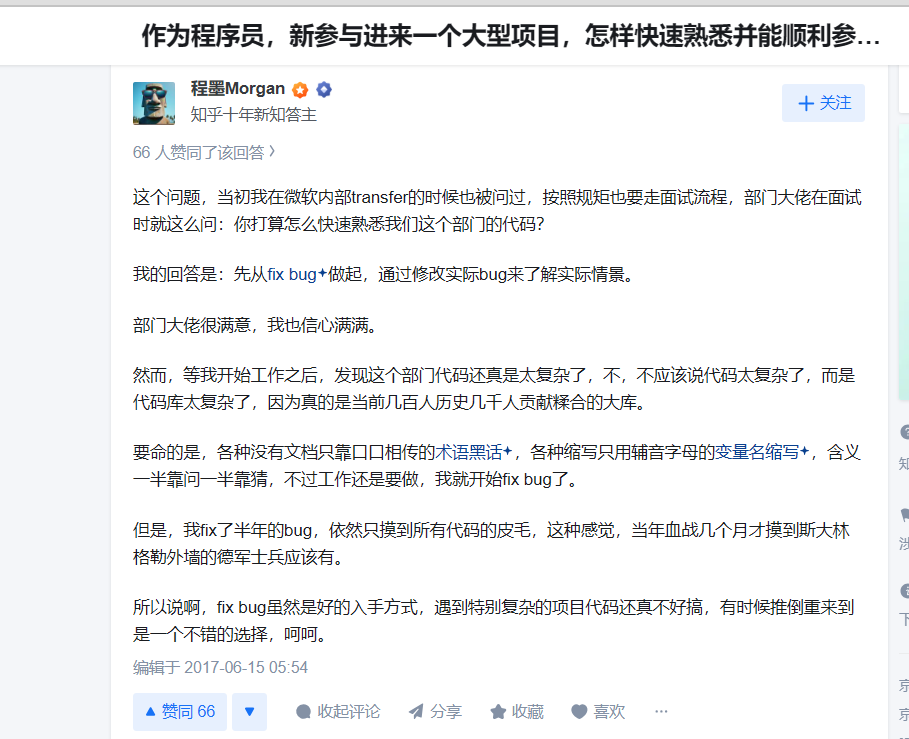 作为程序员，新参与进来一个大型项目，怎样快速熟悉并能顺利参…
程墨Morgan
知乎十年新知答主
+ 关注
66 人赞同了该回答 >
这个问题，当初我在微软内部transfer的时候也被问过，按照规矩也要走面试流程，部门大佬在面试
时就这么问：你打算怎么快速熟悉我们这个部门的代码？
我的回答是：先从fix bug做起，通过修改实际bug来了解实际情景。
部门大佬很满意，我也信心满满。
然而，等我开始工作之后，发现这个部门代码还真是太复杂了，不，不应该说代码太复杂了，而是
代码库太复杂了，因为真的是当前几百人历史几千人贡献糅合的大库。
要命的是，各种没有文档只靠口口相传的术语黑话，各种缩写只用辅音字母的变量名缩写，含义
一半靠问一半靠猜，不过工作还是要做，我就开始fix bug了。
但是，我fix了半年的bug，依然只摸到所有代码的皮毛，这种感觉，当年血战几个月才摸到斯大林
格勒外墙的德军士兵应该有。
所以说啊，fix bug虽然是好的入手方式，遇到特别复杂的项目代码还真不好搞，有时候推倒重来到
是一个不错的选择，呵呵。
编辑于 2017-06-15 05:54
▲ 赞同 66 ▼ 收起评论 分享 收藏 喜欢 …
知
涉
下
京
京